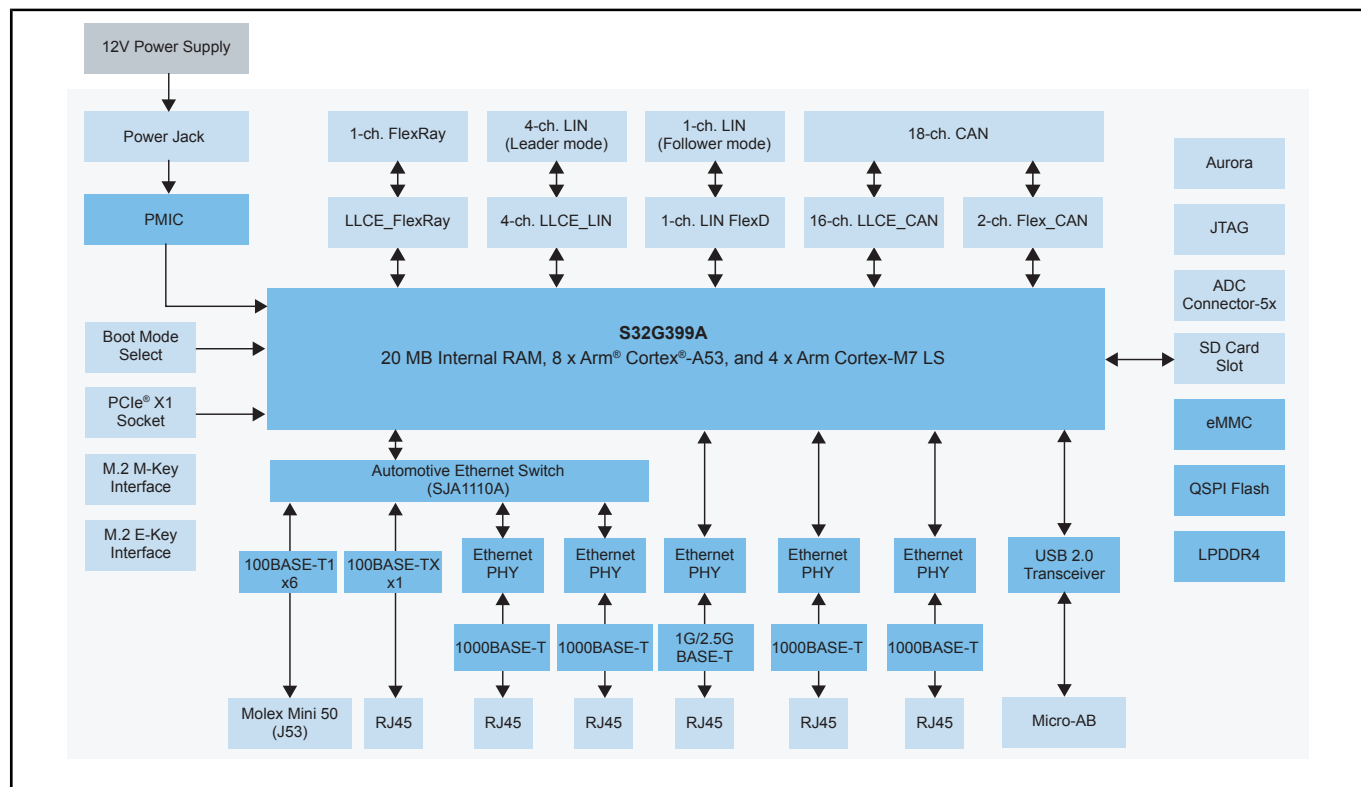 12V Power Supply
Power Jack
PMIC
1-ch. FlexRay
4-ch. LIN
(Leader mode)
1-ch. LIN
(Follower mode)
18-ch. CAN
LLCE_FlexRay
4-ch. LLCE_LIN
1-ch. LIN FlexD
16-ch. LLCE_CAN
2-ch. Flex_CAN
Aurora
JTAG
ADC
Connector-5x
SD Card
Slot
eMMC
QSPI Flash
LPDDR4
Boot Mode
Select
PCIe® X1
Socket
M.2 M-Key
Interface
M.2 E-Key
Interface
S32G399A
20 MB Internal RAM, 8 x Arm® Cortex®-A53, and 4 x Arm Cortex-M7 LS
Automotive Ethernet Switch
(SJA1110A)
100BASE-T1
x6
100BASE-TX
x1
Ethernet
PHY
Ethernet
PHY
Ethernet
PHY
Ethernet
PHY
Ethernet
PHY
USB 2.0
Transceiver
1000BASE-T
1000BASE-T
1G/2.5G
BASE-T
1000BASE-T
1000BASE-T
Molex Mini 50
(J53)
RJ45
RJ45
RJ45
RJ45
RJ45
RJ45
Micro-AB